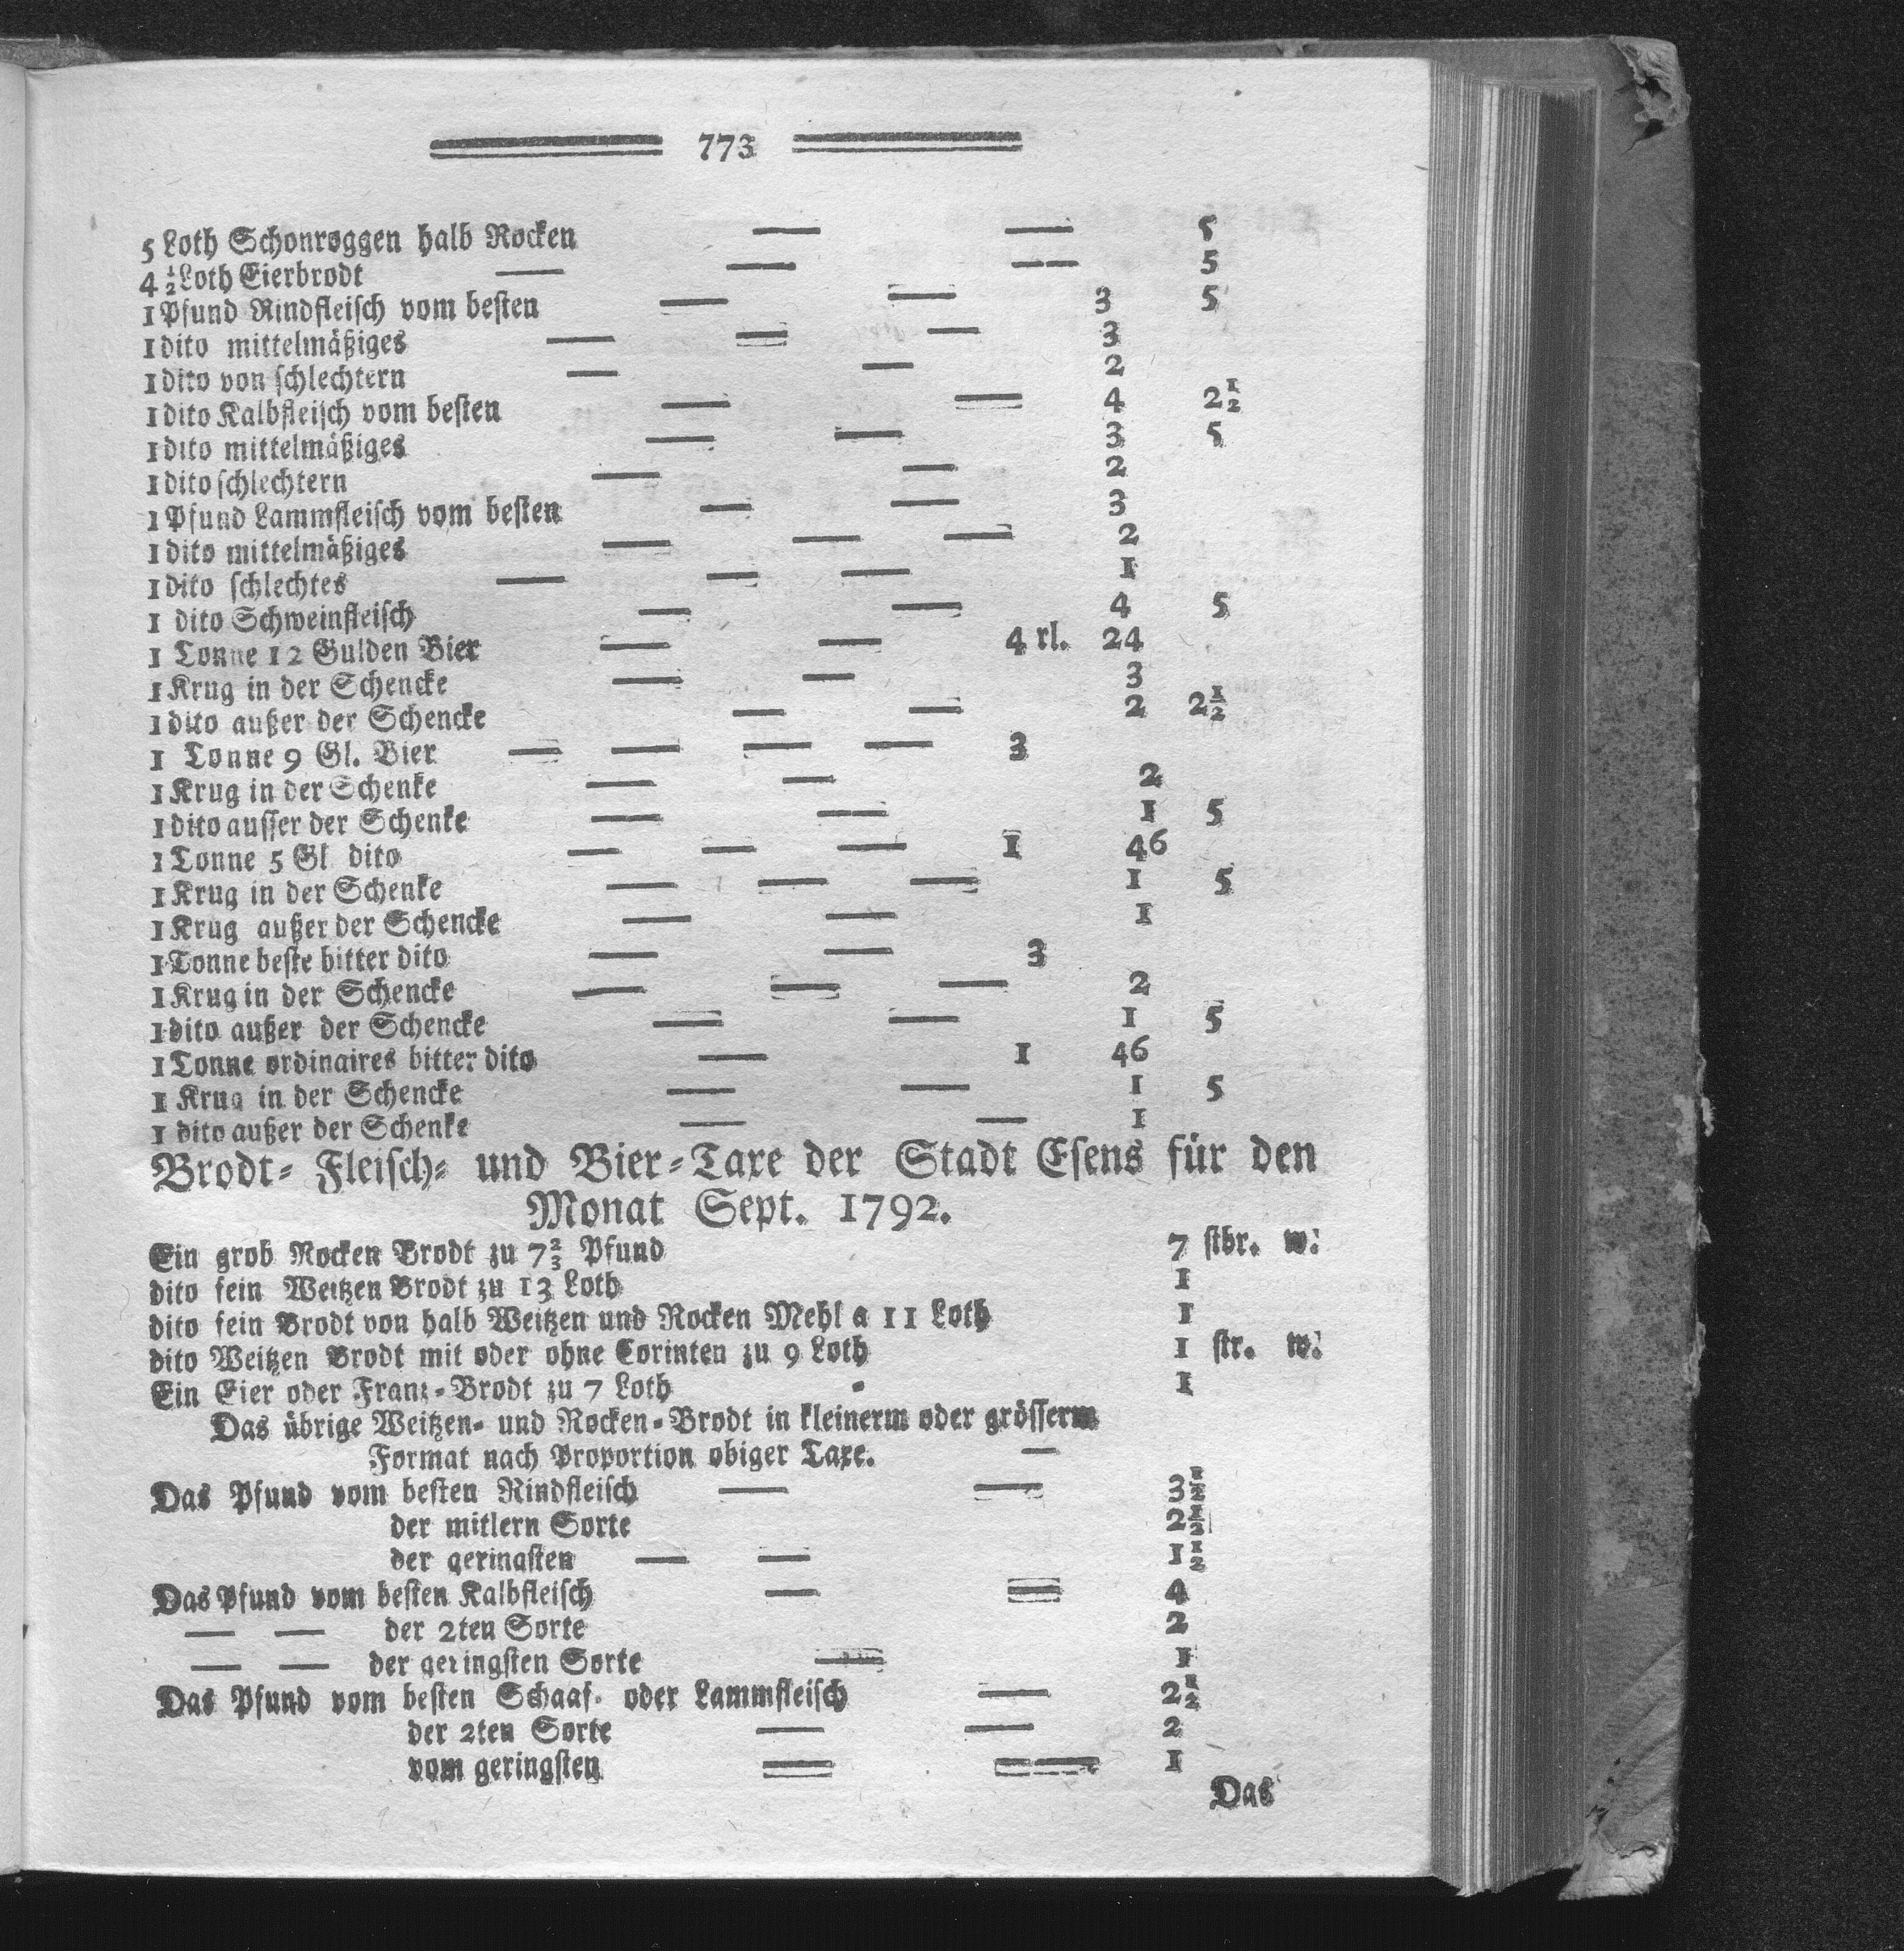 773
5 Loth Schonroggen halb Rocken — — 5
4 ½ Loth Eierbrodt — — — 5
1 Pfund Rindfleisch vom besten — — 3 5
1 dito mittelmäßiges — — — 3
1 dito von schlechtern — — 2
1 dito Kalbfleisch vom besten — — 4 2½
1 dito mittelmäßiges — — 3 5
1 dito schlechtern — — 2
1 Pfund Lammfleisch vom besten — — 3
1 dito mittelmäßiges — — — 2
1 dito schlechtes — — — 1
1 dito Schweinfleisch — — 4 5
1 Tonne 12 Gulden Bier — — 4 rl. 24
1 Krug in der Schencke — — 3
1 dito außer der Schencke — — 2 2½
1 Tonne 9 Gl. Bier — — — — 3
1 Krug in der Schenke — — 2
1 dito ausser der Schenke — — 1 5
1 Tonne 5 Gl dito — — — 1 46
1 Krug in der Schenke — — — 1 5
1 Krug außer der Schencke — — 1
1 Tonne beste bitter dito — — 3
1 Krug in der Schencke — — — 2
1 dito außer der Schencke — — 1 5
1 Tonne ordinaires bitter dito — 1 46
1 Krug in der Schencke — — 1 5
1 dito außer der Schenke — — 1
Brodt- Fleisch- und Bier-Taxe der Stadt Esens für den
Monat Sept. 1792.
Ein grob Rocken Brodt zu 7⅔ Pfund 7 stbr. w.
dito fein Weitzen Brodt zu 13 Loth 1
dito fein Brodt von halb Weitzen und Rocken Mehl a 11 Loth 1
dito Weitzen Brodt mit oder ohne Corinten zu 9 Loth 1 str. w.
Ein Eier oder Franz-Brodt zu 7 Loth 1
Das übrige Weitzen- und Rocken-Brodt in kleinerm oder grösserm
Format nach Proportion obiger Taxe. —
Das Pfund vom besten Rindfleisch — — 3½
der mitlern Sorte 2½
der geringsten — — 1½
Das Pfund vom besten Kalbfleisch — — 4
— — der 2ten Sorte 2
— — der geringsten Sorte — 1
Das Pfund vom besten Schaaf- oder Lammfleisch — 2½
der 2ten Sorte — — 2
vom geringsten — — 1
Das